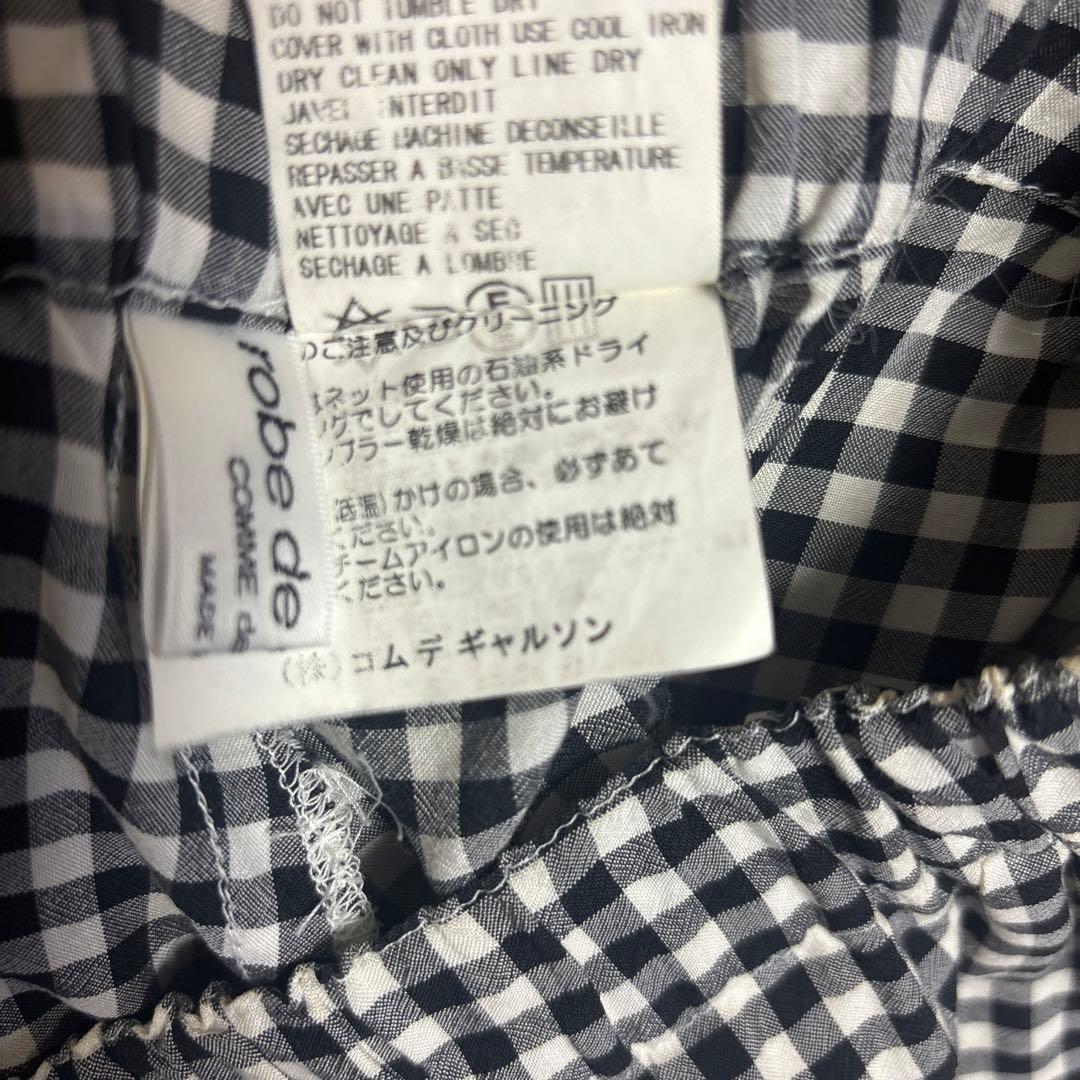 DO NOT TUMBLE DRY
COVER WITH CLOTH USE COOL IRON
DRY CLEAN ONLY LINE DRY
JAVEL INTERDIT
SECHAGE MACHINE DECONSEILLE
REPASSER A BASSE TEMPERATURE
AVEC UNE PATTE
NETTOYAGE A SEC
SECHAGE A LOMBRE
のご注意及びクリーニング
ネット使用の石油系ドライ
グでしてください。
ブラー乾燥は絶対にお避け
(低温)かけの場合、必ずあて
ください。
チームアイロンの使用は絶対
ください。
(株)コムデギャルソン
robe de
COMME de
MADE